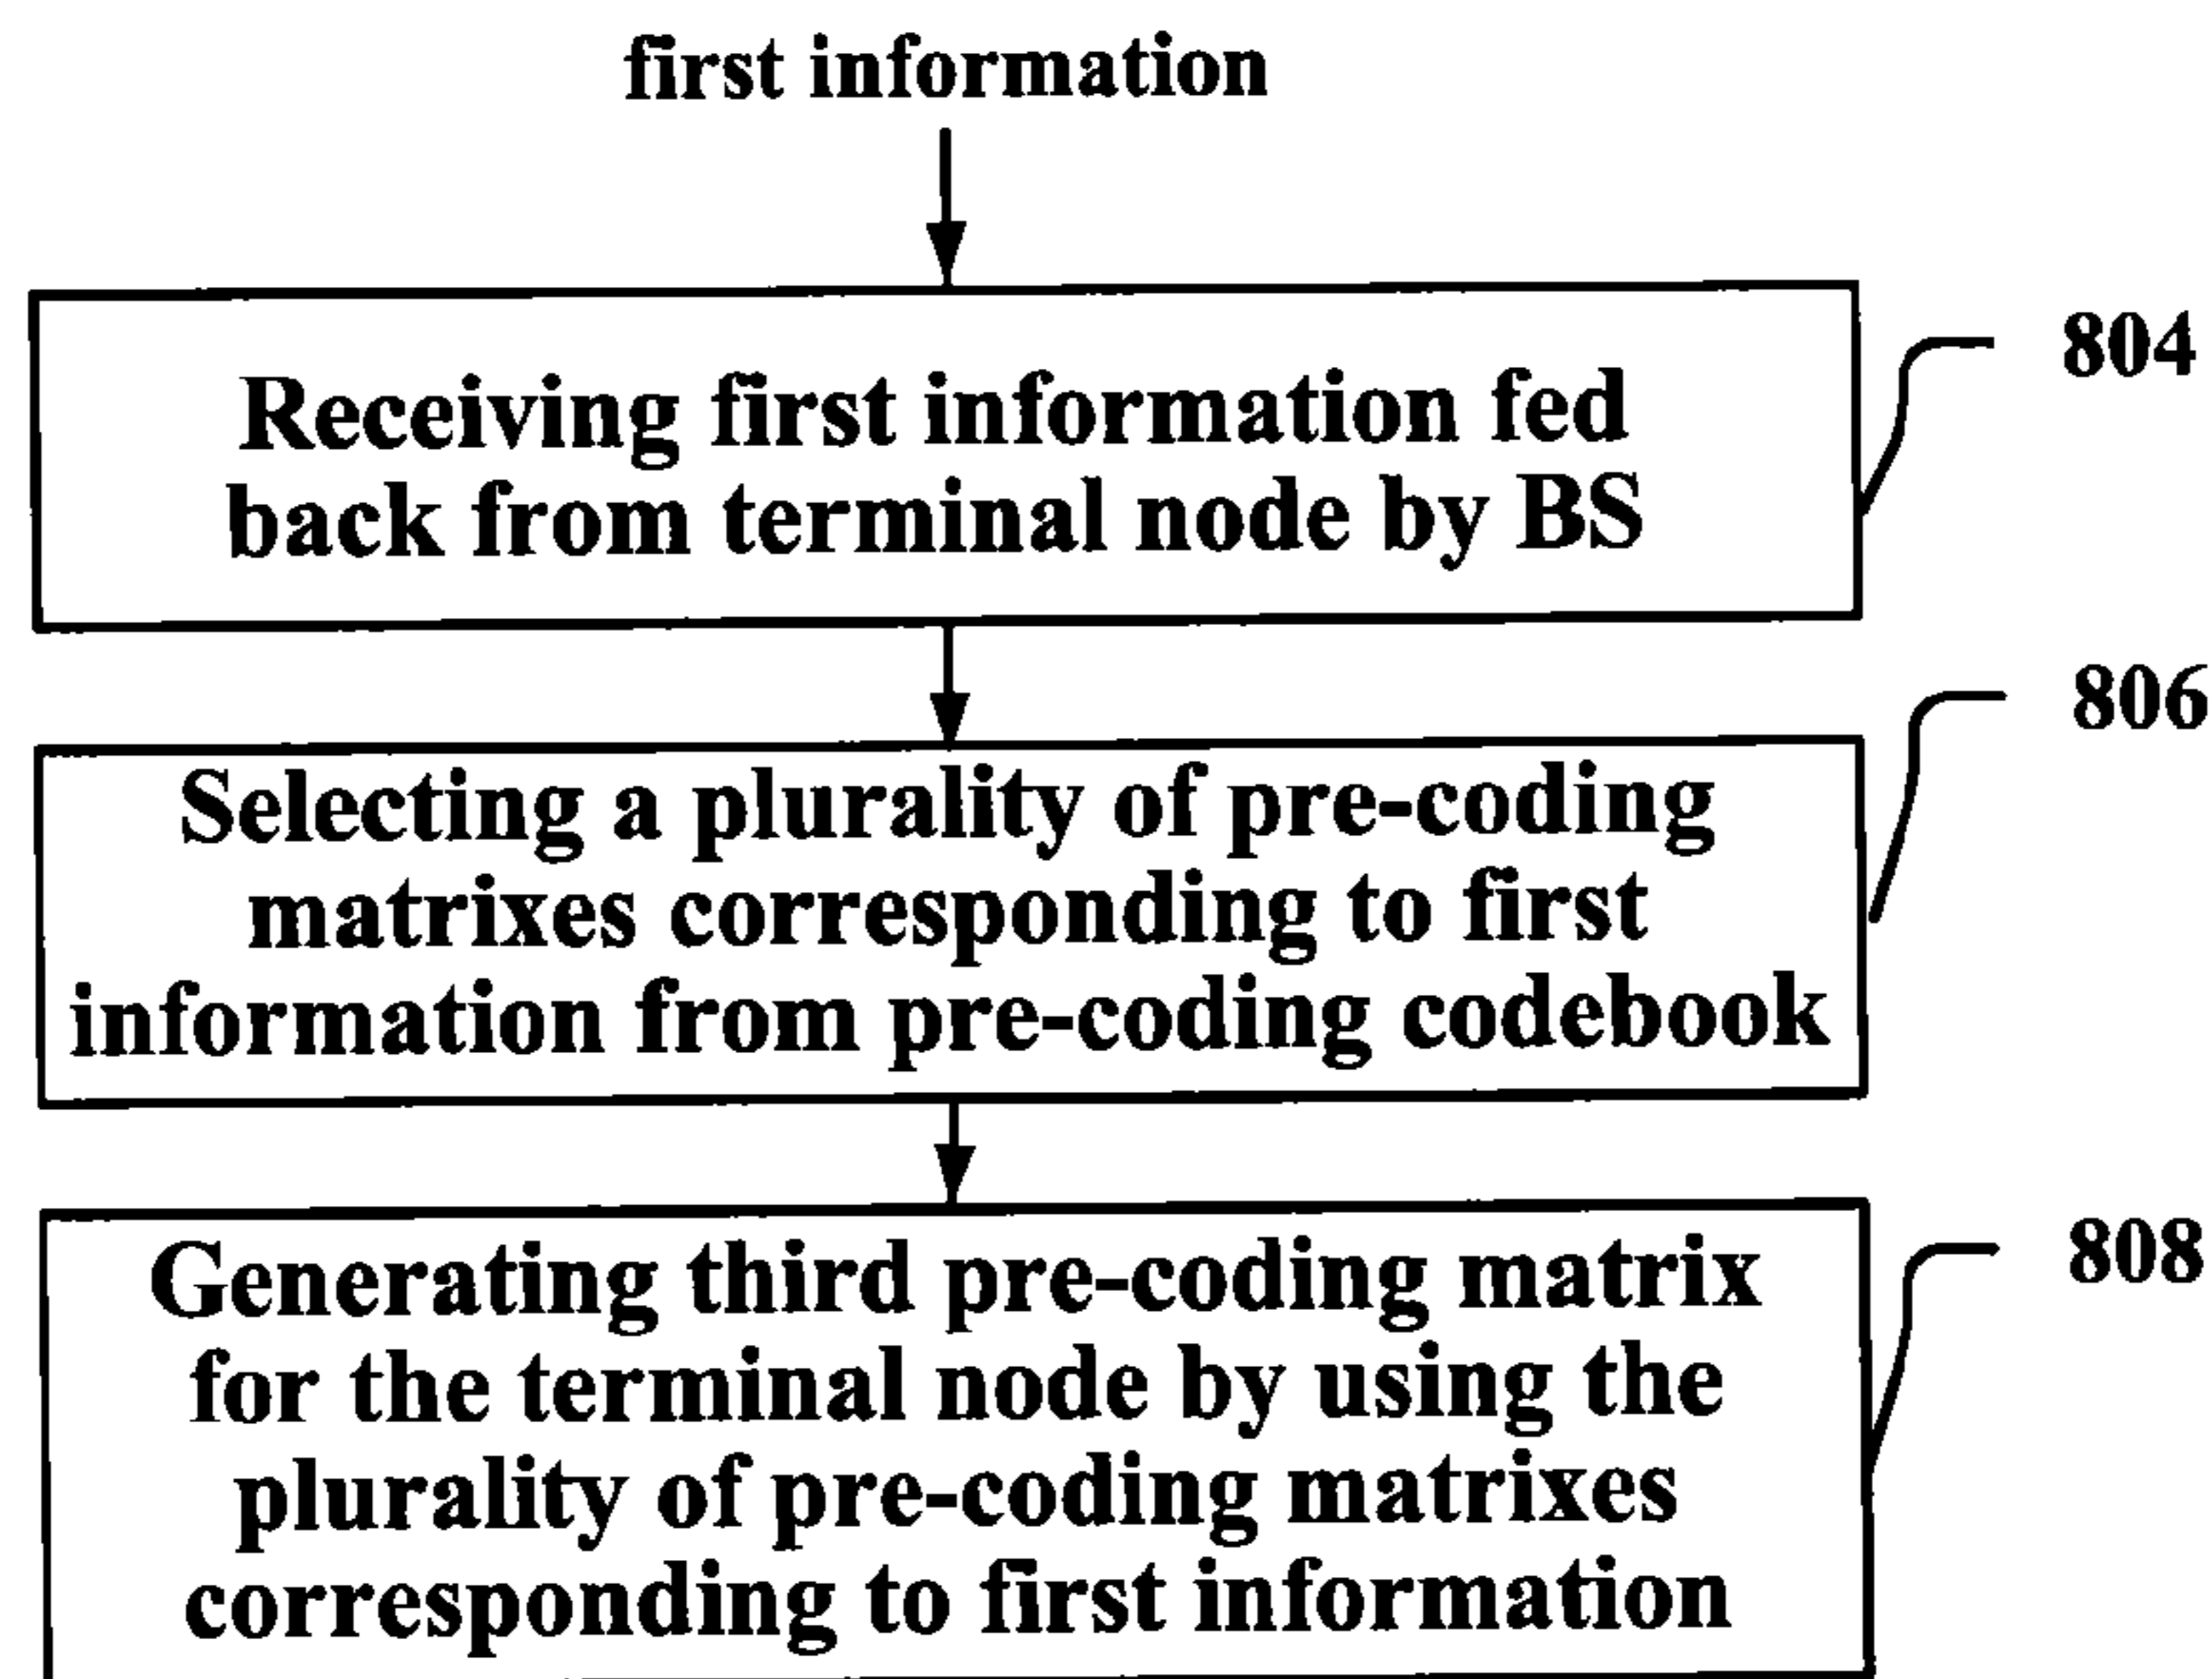 first information
804
Receiving first information fed
back from terminal node by BS
806
Selecting a plurality of pre-coding
matrixes corresponding to first
information from pre-coding codebook
808
Generating third pre-coding matrix
for the terminal node by using the
plurality of pre-coding matrixes
corresponding to first information